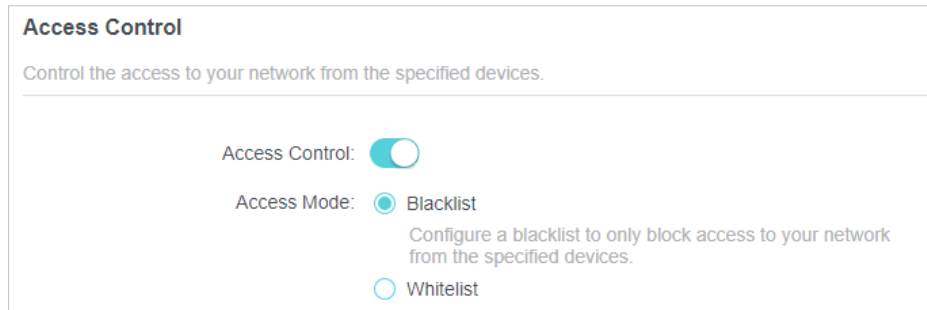 Access Control
Control the access to your network from the specified devices.
Access Control:
Access Mode: Blacklist
Configure a blacklist to only block access to your network
from the specified devices.
Whitelist